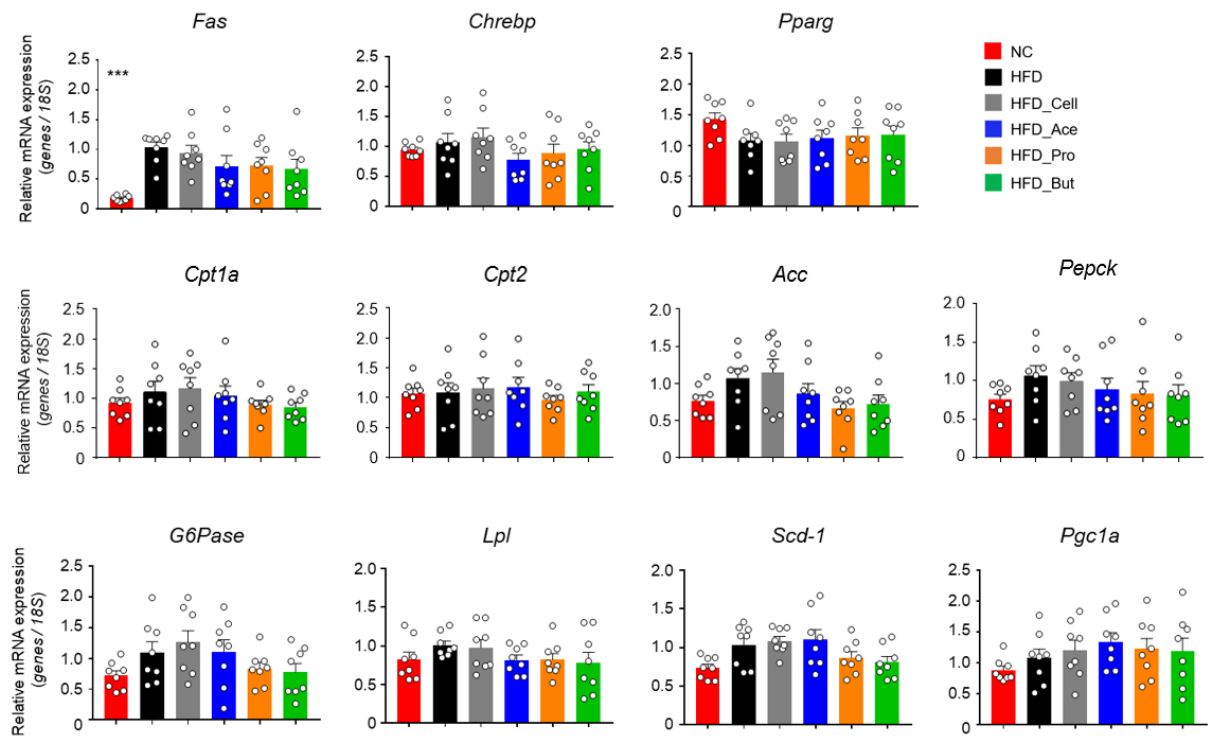 Fas
Chrebp
Pparg
Relative mRNA expression
(genes / 18S)
2.5
2.0
1.5
1.0
0.5
0
***
2.5
2.0
1.5
1.0
0.5
0
2.5
2.0
1.5
1.0
0.5
0
NC
HFD
HFD_Cell
HFD_Ace
HFD_Pro
HFD_But
Cpt1a
Cpt2
Acc
Pepck
Relative mRNA expression
(genes / 18S)
2.5
2.0
1.5
1.0
0.5
0
2.5
2.0
1.5
1.0
0.5
0
2.0
1.5
1.0
0.5
0
2.0
1.5
1.0
0.5
0
G6Pase
Lpl
Scd-1
Pgc1a
Relative mRNA expression
(genes / 18S)
2.5
2.0
1.5
1.0
0.5
0
2.0
1.5
1.0
0.5
0
2.0
1.5
1.0
0.5
0
2.5
2.0
1.5
1.0
0.5
0